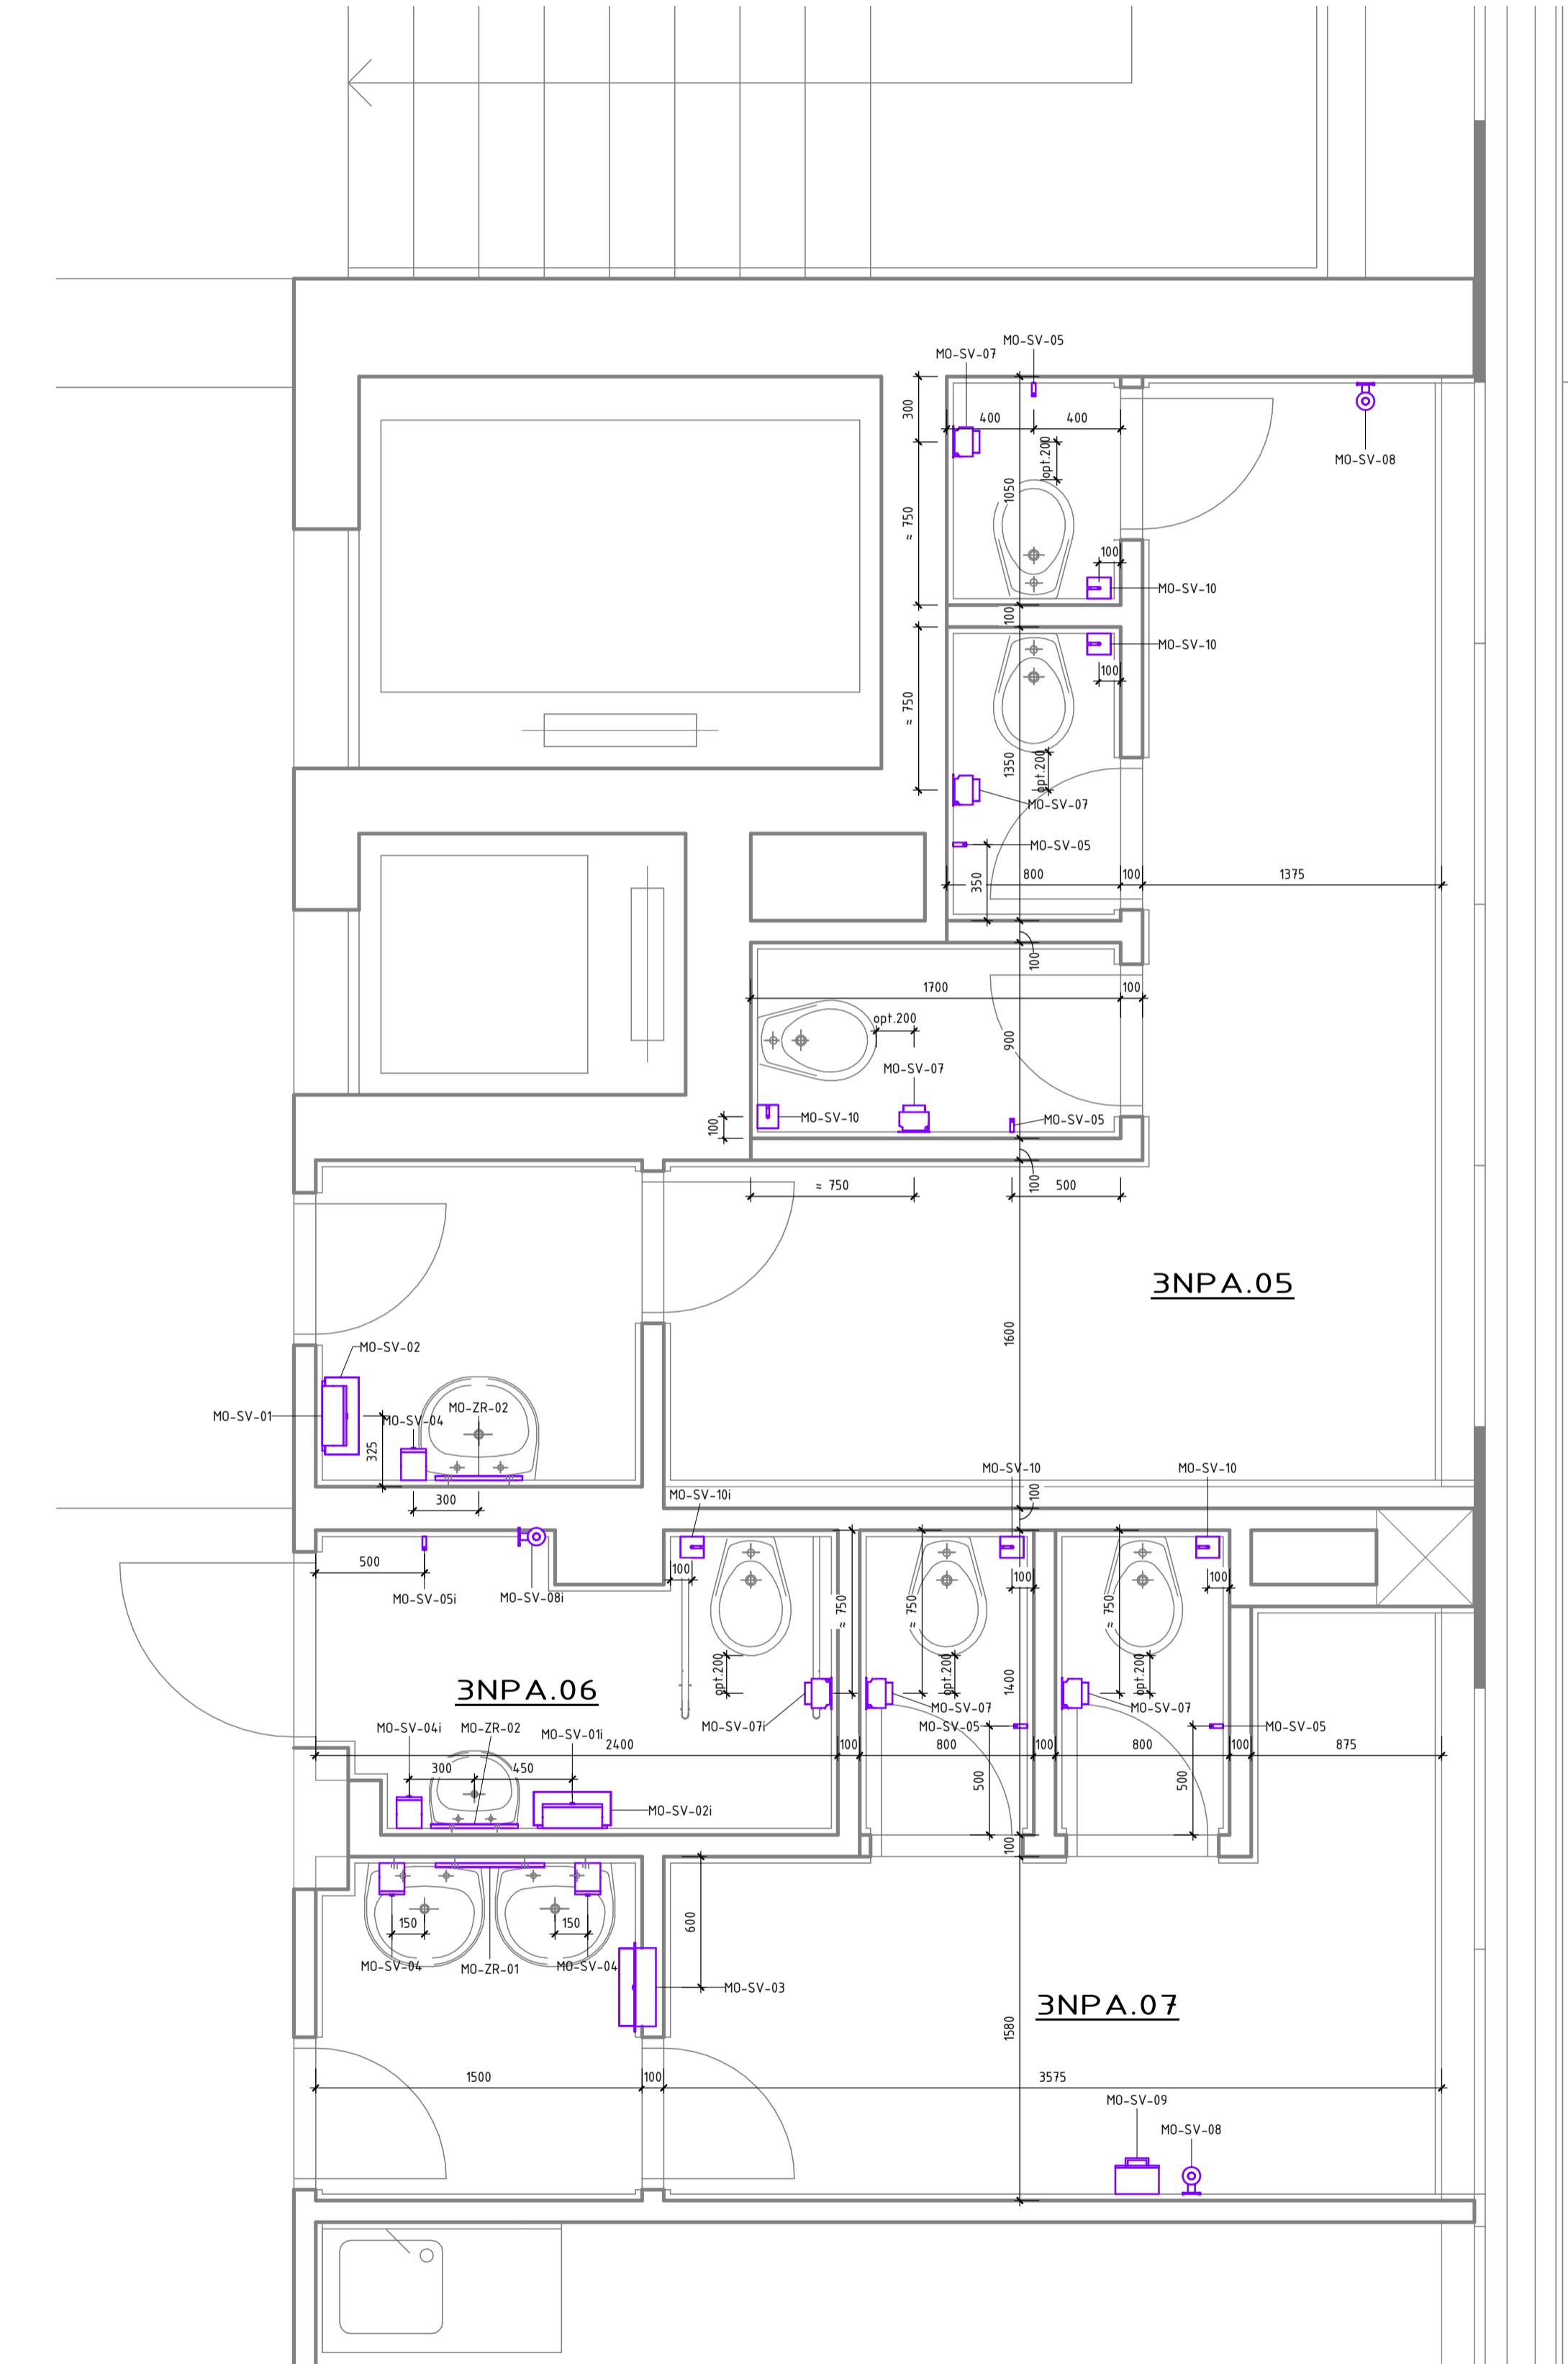 MO-SV-05
MO-SV-07
300
400
400
opt.200
MO-SV-08
1050
≈ 750
100
MO-SV-10
100
MO-SV-10
100
≈ 750
1350
opt.200
MO-SV-07
MO-SV-05
350
800
100
1375
100
1700
100
opt.200
900
MO-SV-07
100
MO-SV-10
MO-SV-05
100
≈ 750
500
3NPA.05
1600
MO-SV-02
MO-SV-01
MO-SV-04
MO-ZR-02
325
300
MO-SV-10
MO-SV-10
MO-SV-10i
100
500
100
100
100
MO-SV-05i
MO-SV-08i
≈ 750
≈ 750
≈ 750
opt.200
opt.200
opt.200
1400
3NPA.06
MO-SV-07i
MO-SV-07
MO-SV-07
MO-SV-05
MO-SV-05
MO-SV-04i
MO-ZR-02
MO-SV-01i
2400
100
800
100
800
100
875
300
450
500
500
MO-SV-02i
100
600
150
150
MO-SV-04
MO-ZR-01
MO-SV-04
MO-SV-03
3NPA.07
1580
1500
100
3575
MO-SV-09
MO-SV-08